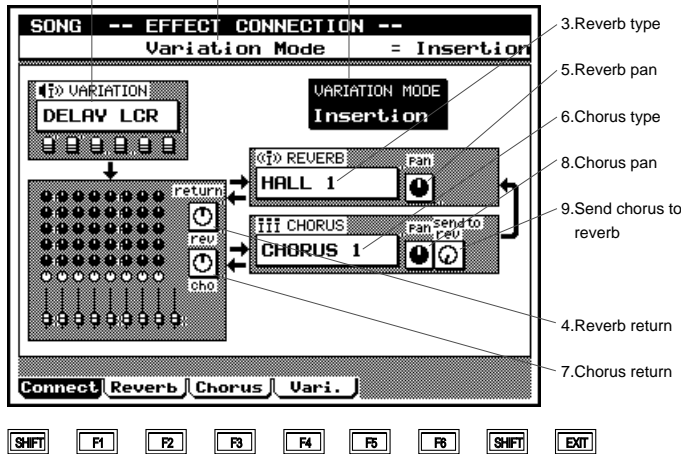 SONG -- EFFECT CONNECTION --
Variation Mode = Insertion
VARIATION
DELAY LCR
VARIATION MODE
Insertion
REVERB
HALL 1
Pan
return
rev
cho
CHORUS
CHORUS 1
Pan
send to rev
Connect Reverb Chorus Vari.
3.Reverb type
5.Reverb pan
6.Chorus type
8.Chorus pan
9.Send chorus to
reverb
4.Reverb return
7.Chorus return
SHIFT F1 F2 F3 F4 F5 F6 SHIFT EXIT